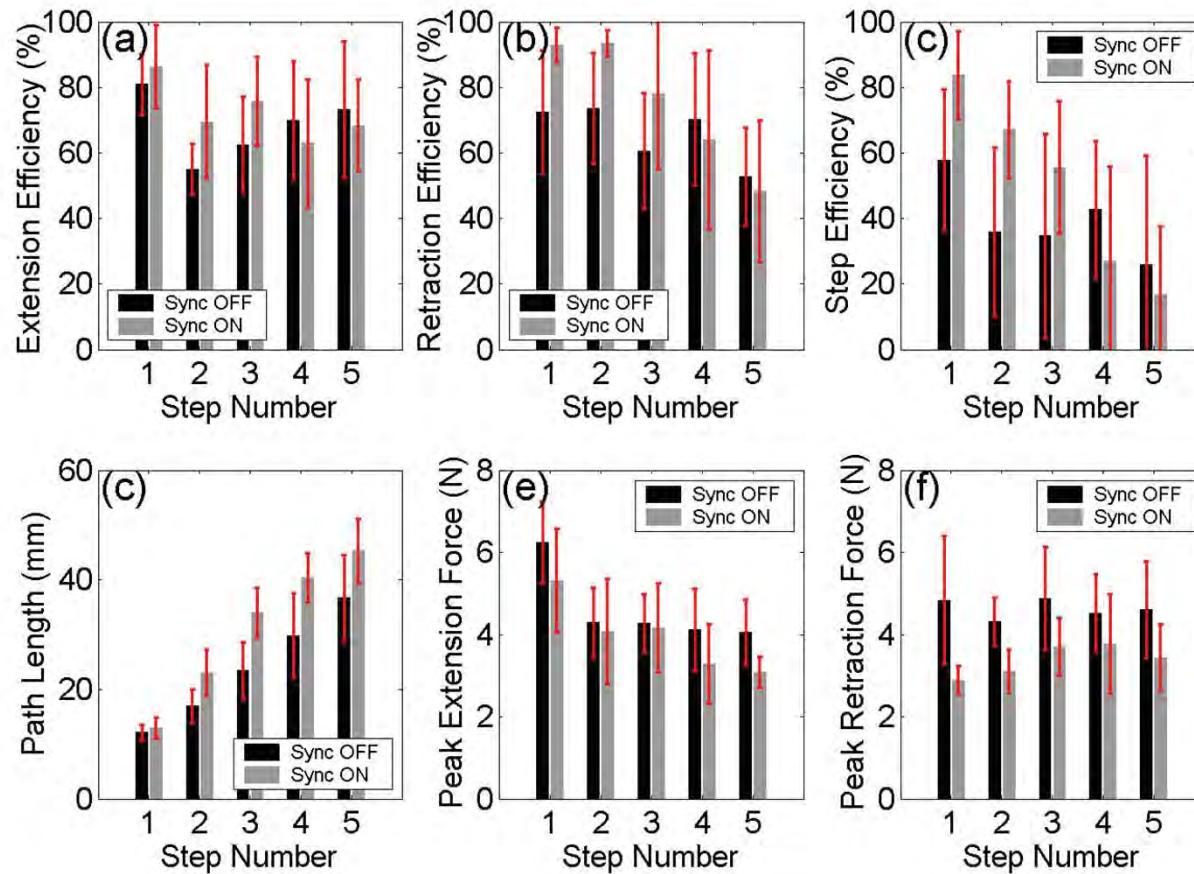 (a)
Extension Efficiency (%)
100
80
60
40
20
0
Sync OFF
Sync ON
1 2 3 4 5
Step Number
(b)
Retraction Efficiency (%)
100
80
60
40
20
0
Sync OFF
Sync ON
1 2 3 4 5
Step Number
(c)
Step Efficiency (%)
100
80
60
40
20
0
Sync OFF
Sync ON
1 2 3 4 5
Step Number
(c)
Path Length (mm)
60
40
20
0
Sync OFF
Sync ON
1 2 3 4 5
Step Number
(e)
Peak Extension Force (N)
8
6
4
2
0
Sync OFF
Sync ON
1 2 3 4 5
Step Number
(f)
Peak Retraction Force (N)
8
6
4
2
0
Sync OFF
Sync ON
1 2 3 4 5
Step Number